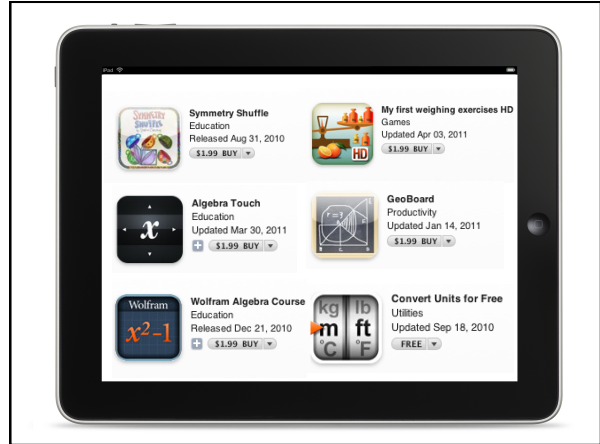 iPad
SYMMETRY
SHUFFLE
Symmetry Shuffle
Education
Released Aug 31, 2010
$1.99 BUY
HD
My first weighing exercises HD
Games
Updated Apr 03, 2011
$1.99 BUY
x
Algebra Touch
Education
Updated Mar 30, 2011
$1.99 BUY
r=3
GeoBoard
Productivity
Updated Jan 14, 2011
$1.99 BUY
Wolfram
x²-1
Wolfram Algebra Course
Education
Released Dec 21, 2010
$1.99 BUY
kg lb
m ft
°C °F
Convert Units for Free
Utilities
Updated Sep 18, 2010
FREE